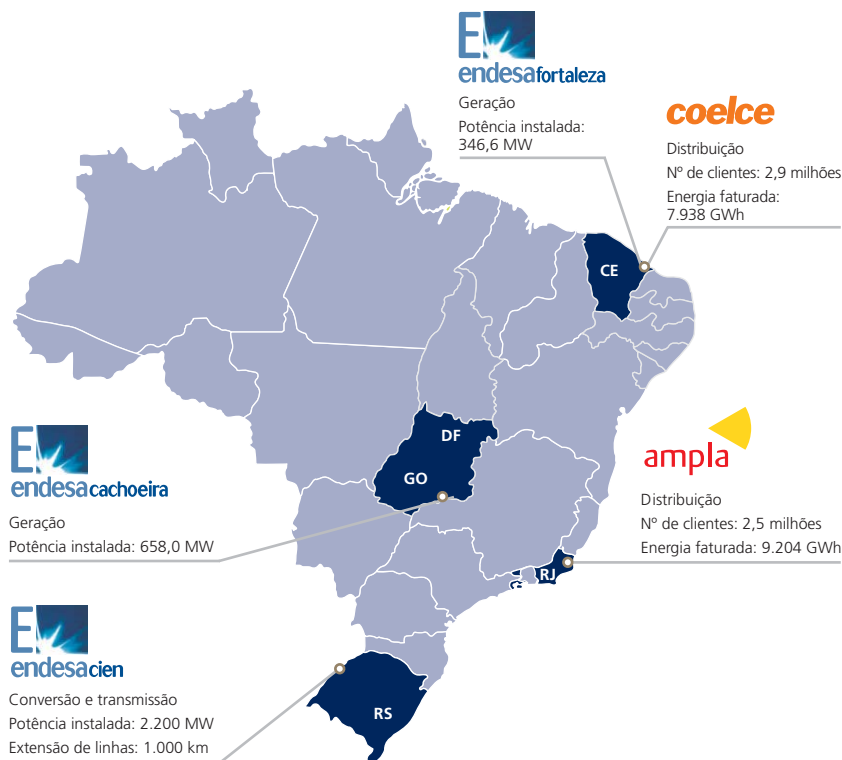 E
endesafortaleza
Geração
Potência instalada:
346,6 MW
coelce
Distribuição
Nº de clientes: 2,9 milhões
Energia faturada:
7.938 GWh
CE
E
endesacachoeira
Geração
Potência instalada: 658,0 MW
DF
GO
ampla
Distribuição
Nº de clientes: 2,5 milhões
Energia faturada: 9.204 GWh
RJ
E
endesacien
Conversão e transmissão
Potência instalada: 2.200 MW
Extensão de linhas: 1.000 km
RS